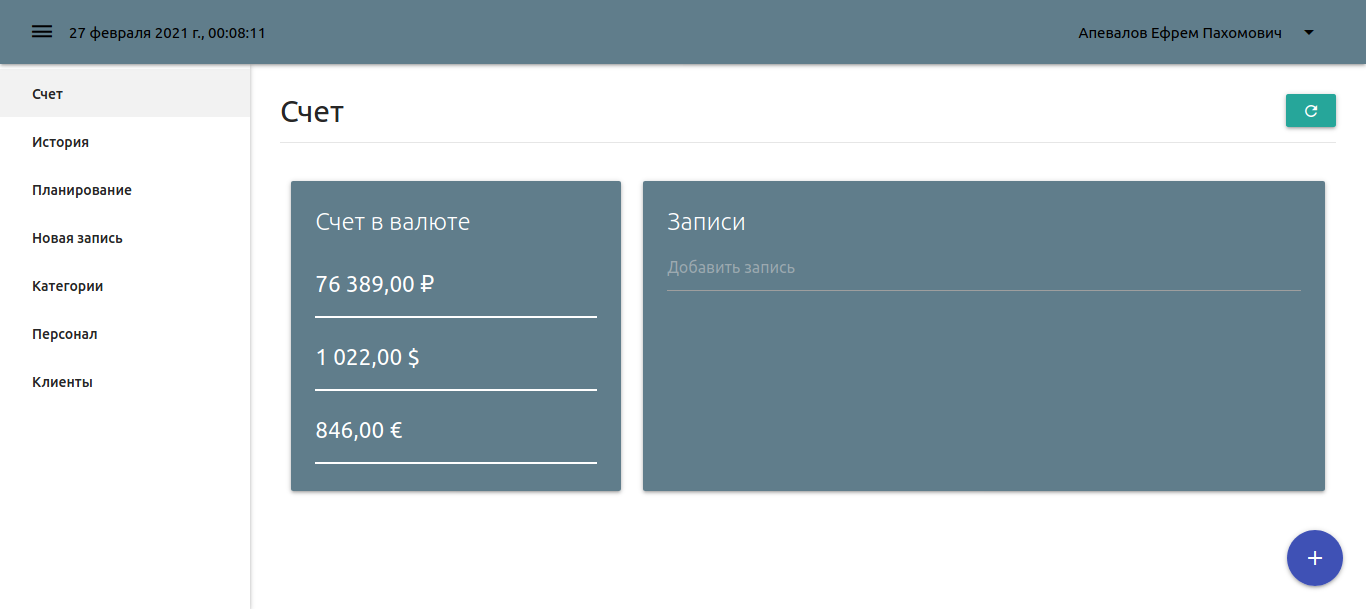 27 февраля 2021 г., 00:08:11
Апевалов Ефрем Пахомович
Счет
История
Планирование
Новая запись
Категории
Персонал
Клиенты
Счет
Счет в валюте
76 389,00 ₽
1 022,00 $
846,00 €
Записи
Добавить запись